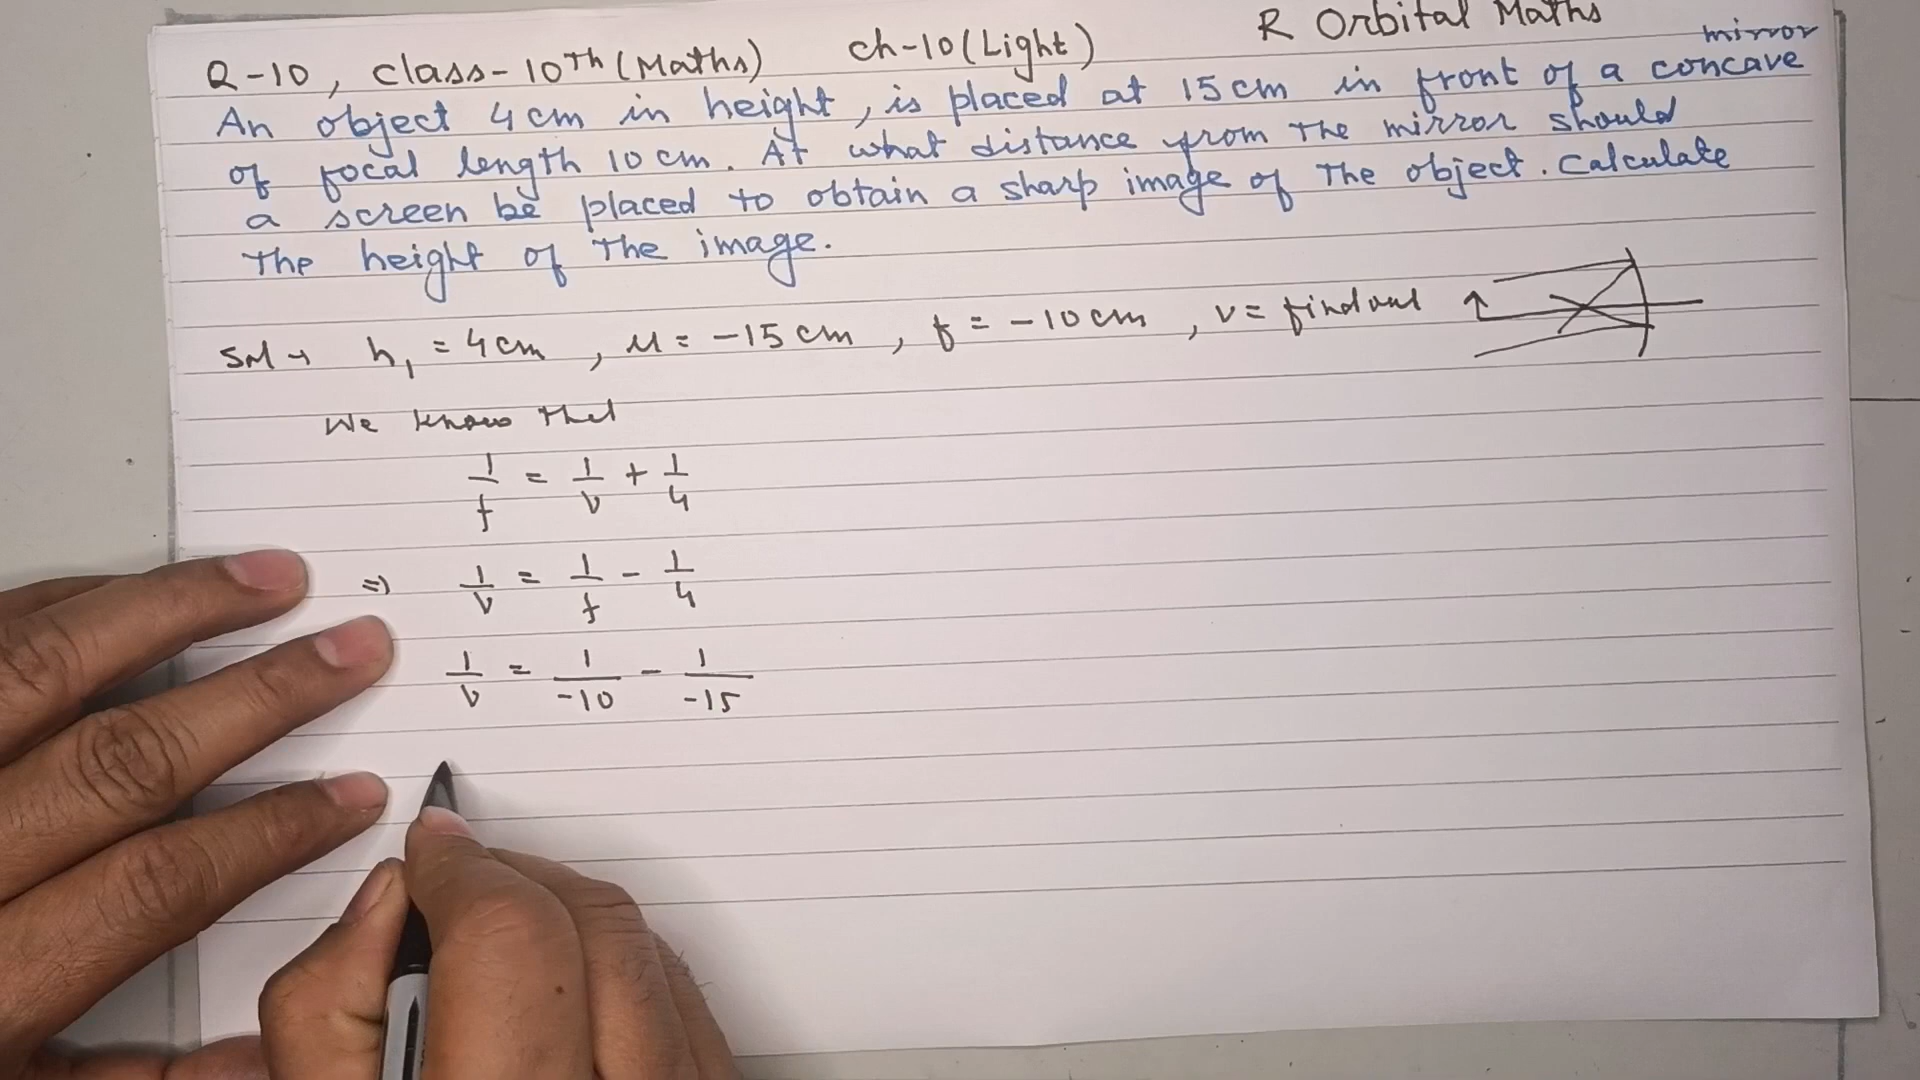 R Orbital Maths
Q-10, class-10Th (Maths) ch-10 (Light)
mirror
An object 4 cm in height, is placed at 15 cm in front of a concave
of focal length 10 cm. At what distance from The mirror should
a screen be placed to obtain a sharp image of The object. Calculate
The height of The image.
h₁ = 4 cm, u = -15 cm, f = -10 cm, v = find out
We know that
1/f = 1/v + 1/u
=) 1/v = 1/f - 1/u
1/v = 1/-10 - 1/-15